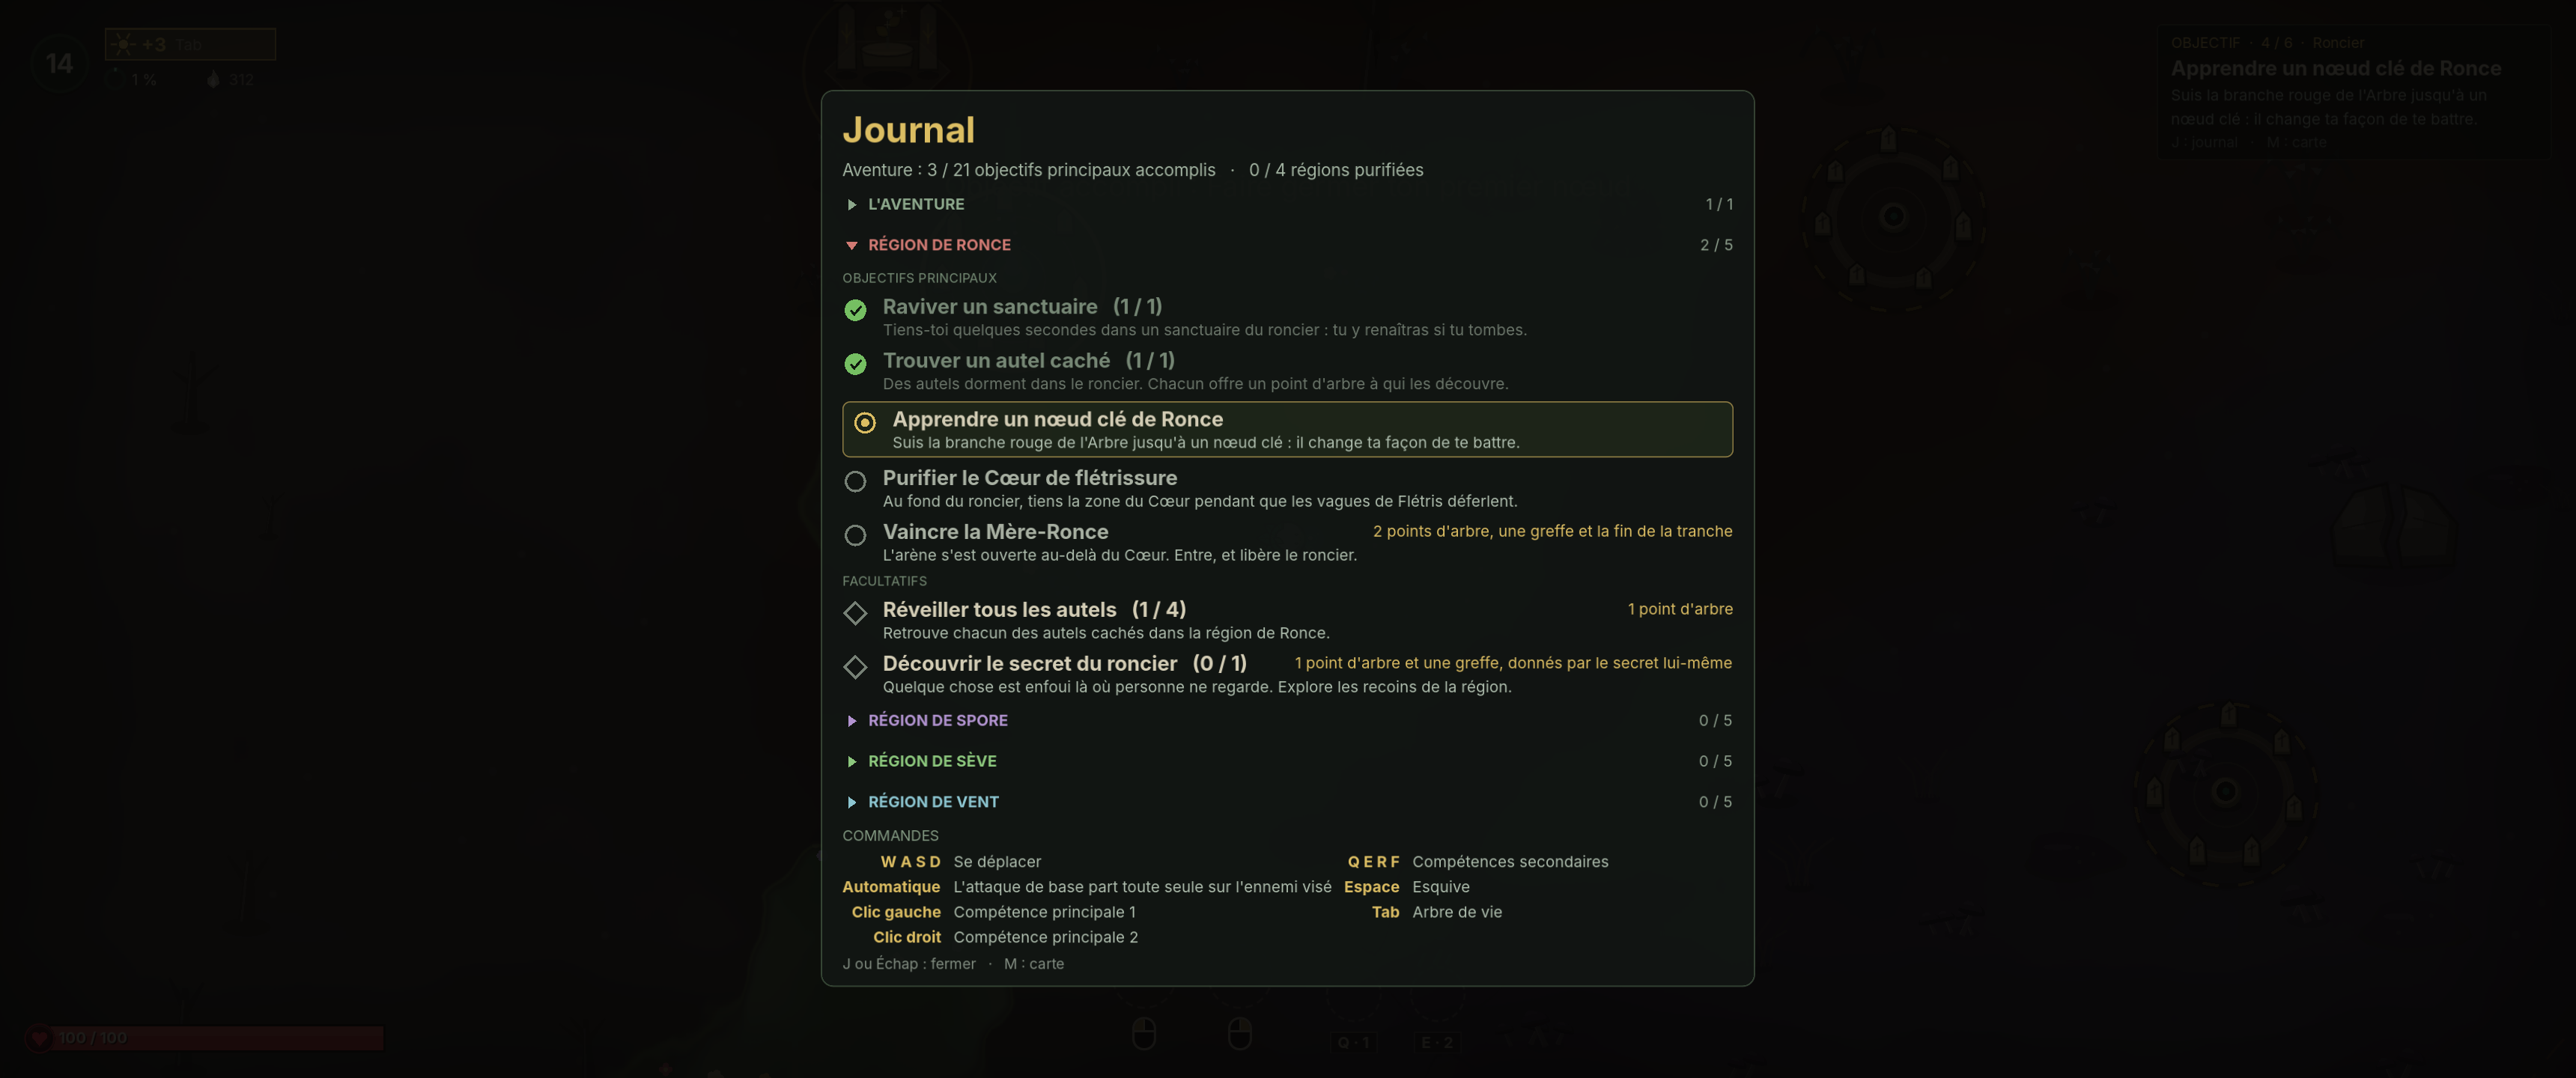 14
+3 Tab
1 %
312
OBJECTIF · 4 / 6 · Roncier
Apprendre un nœud clé de Ronce
Suis la branche rouge de l'Arbre jusqu'à un
nœud clé : il change ta façon de te battre.
J : journal · M : carte
Journal
Aventure : 3 / 21 objectifs principaux accomplis · 0 / 4 régions purifiées
L'AVENTURE 1 / 1
RÉGION DE RONCE 2 / 5
OBJECTIFS PRINCIPAUX
Raviver un sanctuaire (1 / 1)
Tiens-toi quelques secondes dans un sanctuaire du roncier : tu y renaîtras si tu tombes.
Trouver un autel caché (1 / 1)
Des autels dorment dans le roncier. Chacun offre un point d'arbre à qui les découvre.
Apprendre un nœud clé de Ronce
Suis la branche rouge de l'Arbre jusqu'à un nœud clé : il change ta façon de te battre.
Purifier le Cœur de flétrissure
Au fond du roncier, tiens la zone du Cœur pendant que les vagues de Flétris déferlent.
Vaincre la Mère-Ronce 2 points d'arbre, une greffe et la fin de la tranche
L'arène s'est ouverte au-delà du Cœur. Entre, et libère le roncier.
FACULTATIFS
Réveiller tous les autels (1 / 4) 1 point d'arbre
Retrouve chacun des autels cachés dans la région de Ronce.
Découvrir le secret du roncier (0 / 1) 1 point d'arbre et une greffe, donnés par le secret lui-même
Quelque chose est enfoui là où personne ne regarde. Explore les recoins de la région.
RÉGION DE SPORE 0 / 5
RÉGION DE SÈVE 0 / 5
RÉGION DE VENT 0 / 5
COMMANDES
W A S D Se déplacer Q E R F Compétences secondaires
Automatique L'attaque de base part toute seule sur l'ennemi visé Espace Esquive
Clic gauche Compétence principale 1 Tab Arbre de vie
Clic droit Compétence principale 2
J ou Échap : fermer · M : carte
100 / 100
Q · 1
E · 2